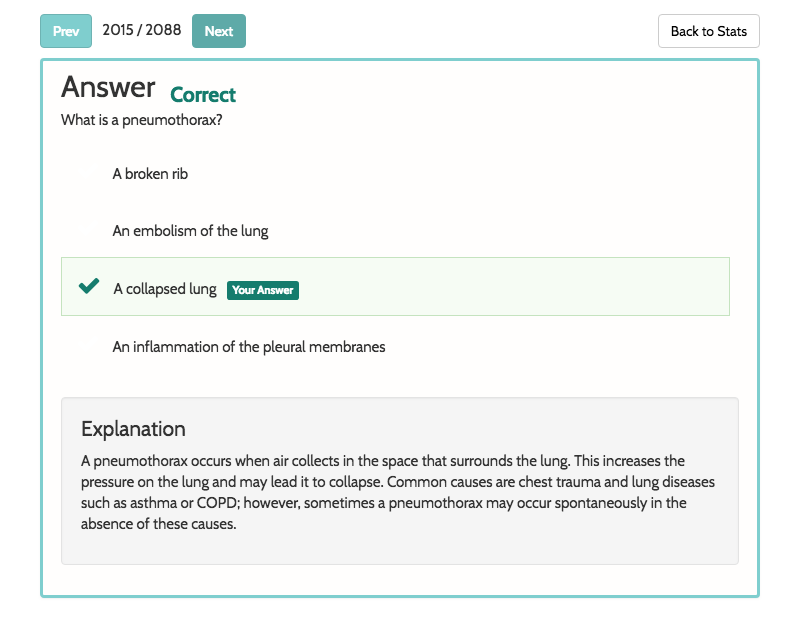 Prev 2015 / 2088 Next Back to Stats
Answer Correct
What is a pneumothorax?
A broken rib
An embolism of the lung
A collapsed lung Your Answer
An inflammation of the pleural membranes
Explanation
A pneumothorax occurs when air collects in the space that surrounds the lung. This increases the
pressure on the lung and may lead it to collapse. Common causes are chest trauma and lung diseases
such as asthma or COPD; however, sometimes a pneumothorax may occur spontaneously in the
absence of these causes.